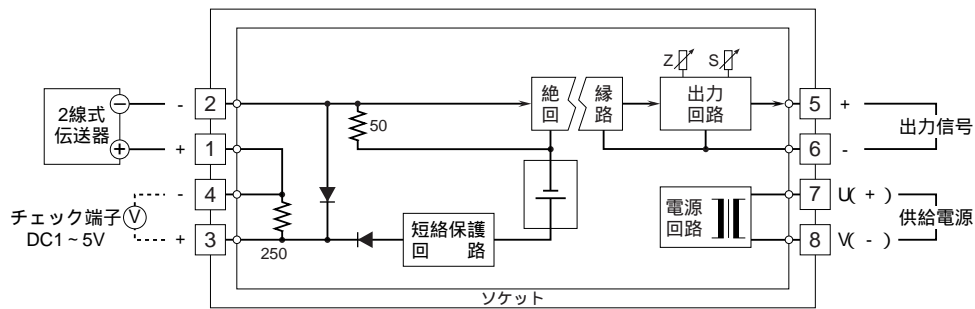 2線式
伝送器
-
+
2
1
チェック端子
DC1~5V
V
-
+
4
3
250
50
短絡保護
回 路
絶 縁
回 路
Z
S
出力
回路
電源
回路
5
6
7
8
+
-
U( + )
V( - )
出力信号
供給電源
ソケット